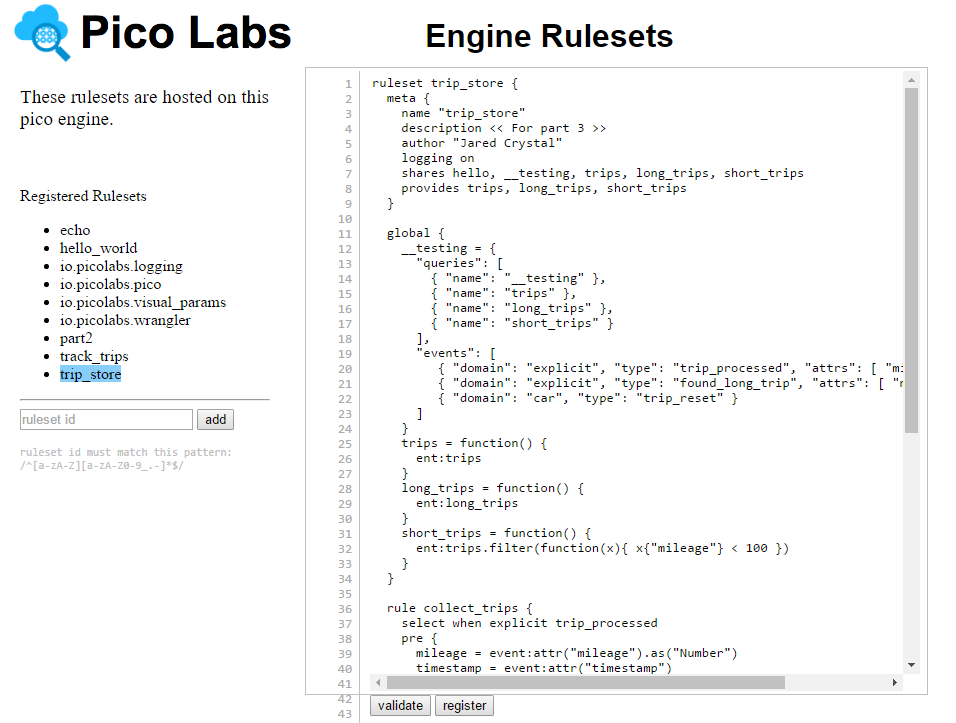 Pico Labs
Engine Rulesets
These rulesets are hosted on this
pico engine.
Registered Rulesets
echo
hello_world
io.picolabs.logging
io.picolabs.pico
io.picolabs.visual_params
io.picolabs.wrangler
part2
track_trips
trip_store
ruleset id
add
ruleset id must match this pattern:
/^[a-zA-Z][a-zA-Z0-9_.-]*$/
1 ruleset trip_store {
2   meta {
3     name "trip_store"
4     description << For part 3 >>
5     author "Jared Crystal"
6     logging on
7     shares hello, __testing, trips, long_trips, short_trips
8     provides trips, long_trips, short_trips
9   }
10
11   global {
12     __testing = {
13       "queries": [
14         { "name": "__testing" },
15         { "name": "trips" },
16         { "name": "long_trips" },
17         { "name": "short_trips" }
18       ],
19       "events": [
20          { "domain": "explicit", "type": "trip_processed", "attrs": [ "mi
21          { "domain": "explicit", "type": "found_long_trip", "attrs": [ "m
22          { "domain": "car", "type": "trip_reset" }
23       ]
24     }
25     trips = function() {
26       ent:trips
27     }
28     long_trips = function() {
29       ent:long_trips
30     }
31     short_trips = function() {
32       ent:trips.filter(function(x){ x{"mileage"} < 100 })
33     }
34   }
35
36   rule collect_trips {
37     select when explicit trip_processed
38     pre {
39       mileage = event:attr("mileage").as("Number")
40       timestamp = event:attr("timestamp")
41
42
43
validate
register